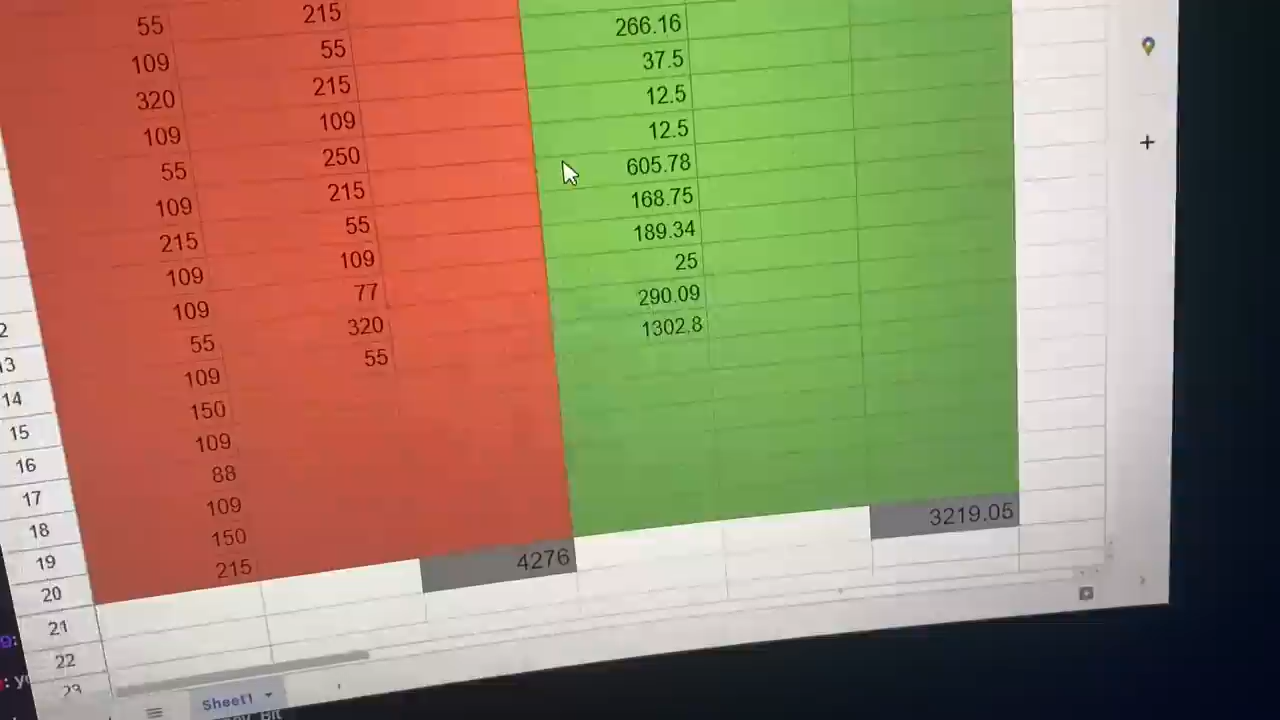 55 215 266.16
109 55 37.5
320 215 12.5
109 109 12.5
55 250 605.78
109 215 168.75
215 55 189.34
109 109 25
109 77 290.09
55 320 1302.8
109 55
14 150
15 109
16 88
17 109
18 150 3219.05
19 215 4276
20
21
22
23
Sheet1